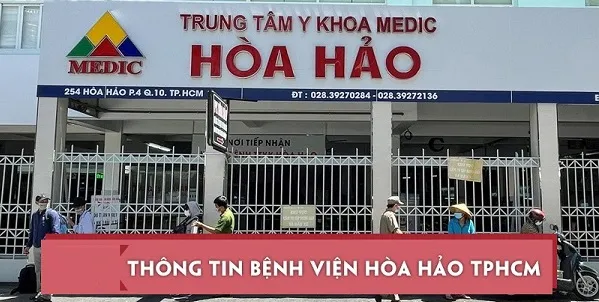 TRUNG TÂM Y KHOA MEDIC
HÒA HẢO
MEDIC
254 HÒA HẢO P.4 Q.10. TP.HCM
ĐT : 028.39270284 - 028.39272136
NƠI TIẾP NHẬN
THÔNG TIN BỆNH VIỆN HÒA HẢO TPHCM